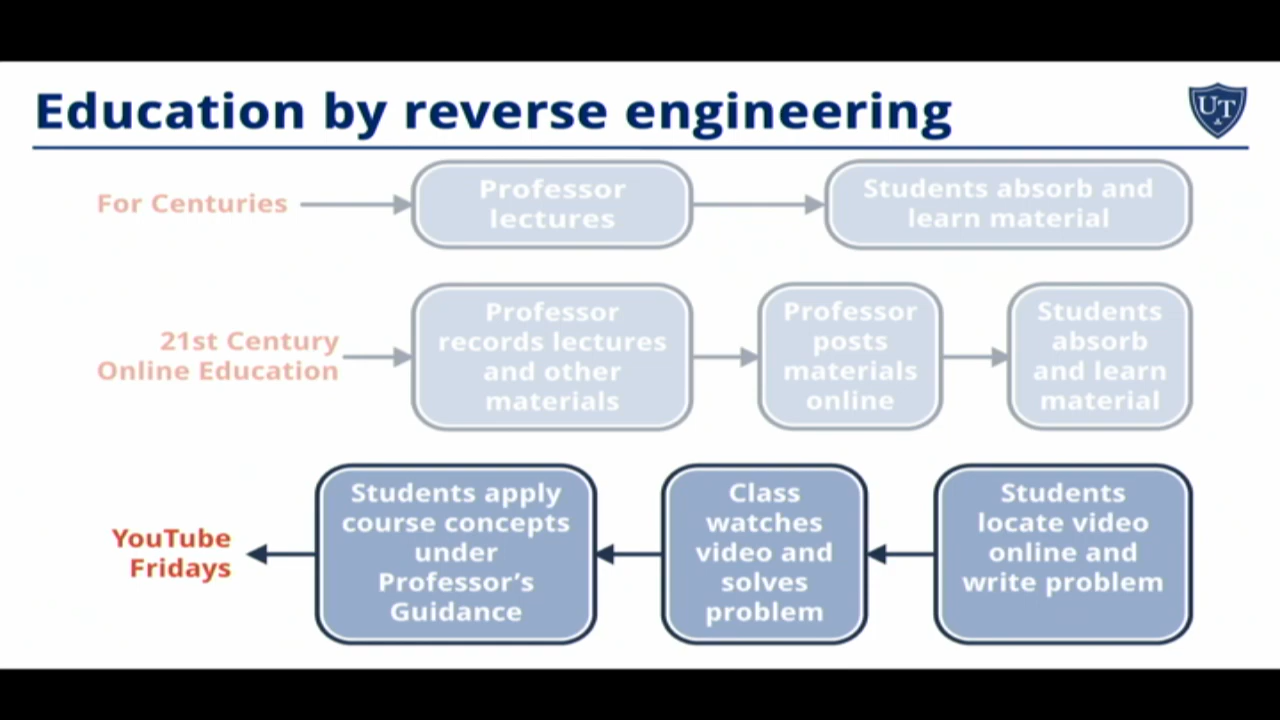 Education by reverse engineering
UT
For Centuries
Professor
lectures
Students absorb and
learn material
21st Century
Online Education
Professor
records lectures
and other
materials
Professor
posts
materials
online
Students
absorb
and learn
material
YouTube
Fridays
Students apply
course concepts
under
Professor’s
Guidance
Class
watches
video and
solves
problem
Students
locate video
online and
write problem